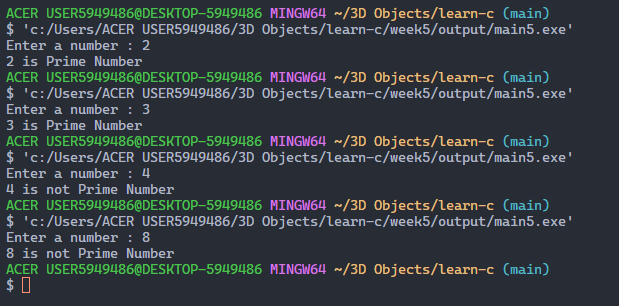 ACER USER5949486@DESKTOP-5949486 MINGW64 ~/3D Objects/learn-c (main)
$ 'c:/Users/ACER USER5949486/3D Objects/learn-c/week5/output/main5.exe'
Enter a number : 2
2 is Prime Number
ACER USER5949486@DESKTOP-5949486 MINGW64 ~/3D Objects/learn-c (main)
$ 'c:/Users/ACER USER5949486/3D Objects/learn-c/week5/output/main5.exe'
Enter a number : 3
3 is Prime Number
ACER USER5949486@DESKTOP-5949486 MINGW64 ~/3D Objects/learn-c (main)
$ 'c:/Users/ACER USER5949486/3D Objects/learn-c/week5/output/main5.exe'
Enter a number : 4
4 is not Prime Number
ACER USER5949486@DESKTOP-5949486 MINGW64 ~/3D Objects/learn-c (main)
$ 'c:/Users/ACER USER5949486/3D Objects/learn-c/week5/output/main5.exe'
Enter a number : 8
8 is not Prime Number
ACER USER5949486@DESKTOP-5949486 MINGW64 ~/3D Objects/learn-c (main)
$